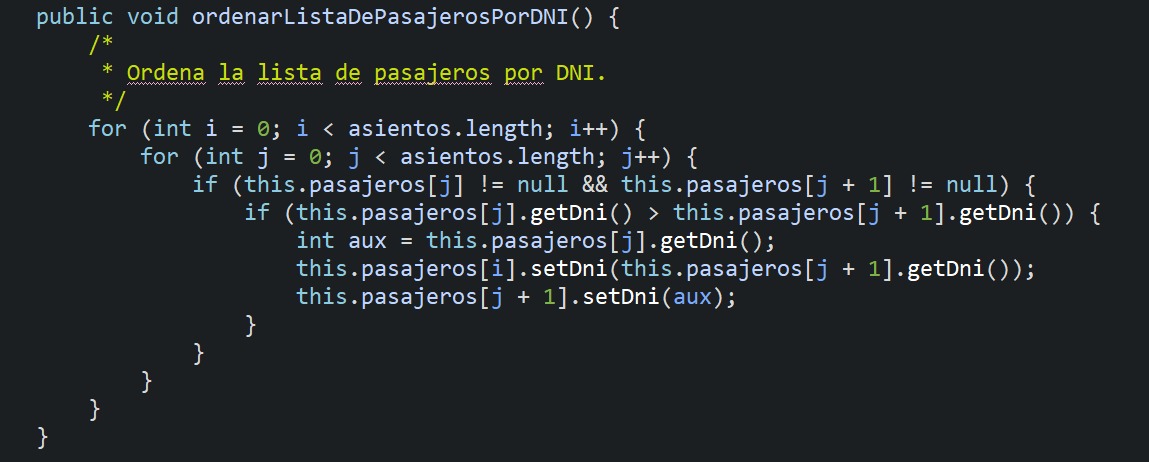 public void ordenarListaDePasajerosPorDNI() {
/*
* Ordena la lista de pasajeros por DNI.
*/
for (int i = 0; i < asientos.length; i++) {
for (int j = 0; j < asientos.length; j++) {
if (this.pasajeros[j] != null && this.pasajeros[j + 1] != null) {
if (this.pasajeros[j].getDni() > this.pasajeros[j + 1].getDni()) {
int aux = this.pasajeros[j].getDni();
this.pasajeros[i].setDni(this.pasajeros[j + 1].getDni());
this.pasajeros[j + 1].setDni(aux);
}
}
}
}
}